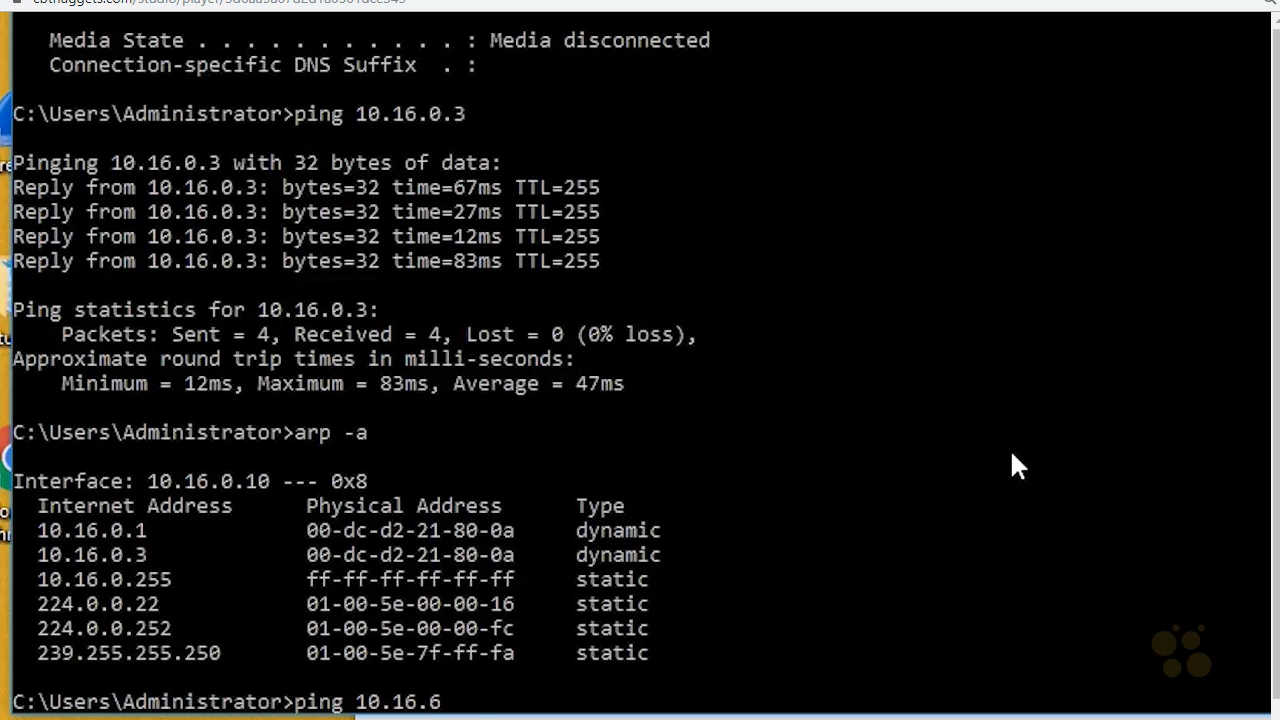 Media State . . . . . . . . . . . : Media disconnected
Connection-specific DNS Suffix  . :
C:\Users\Administrator>ping 10.16.0.3
Pinging 10.16.0.3 with 32 bytes of data:
Reply from 10.16.0.3: bytes=32 time=67ms TTL=255
Reply from 10.16.0.3: bytes=32 time=27ms TTL=255
Reply from 10.16.0.3: bytes=32 time=12ms TTL=255
Reply from 10.16.0.3: bytes=32 time=83ms TTL=255
Ping statistics for 10.16.0.3:
Packets: Sent = 4, Received = 4, Lost = 0 (0% loss),
Approximate round trip times in milli-seconds:
Minimum = 12ms, Maximum = 83ms, Average = 47ms
C:\Users\Administrator>arp -a
Interface: 10.16.0.10 --- 0x8
Internet Address      Physical Address      Type
10.16.0.1             00-dc-d2-21-80-0a     dynamic
10.16.0.3             00-dc-d2-21-80-0a     dynamic
10.16.0.255           ff-ff-ff-ff-ff-ff     static
224.0.0.22            01-00-5e-00-00-16     static
224.0.0.252           01-00-5e-00-00-fc     static
239.255.255.250       01-00-5e-7f-ff-fa     static
C:\Users\Administrator>ping 10.16.6